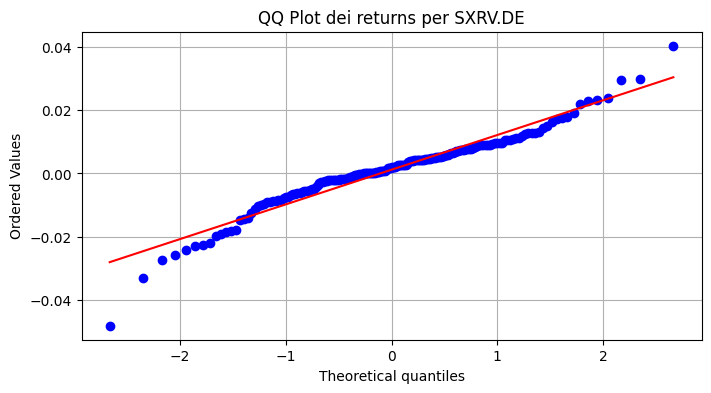 QQ Plot dei returns per SXRV.DE
0.04
0.02
0.00
−0.02
−0.04
Ordered Values
−2 −1 0 1 2
Theoretical quantiles